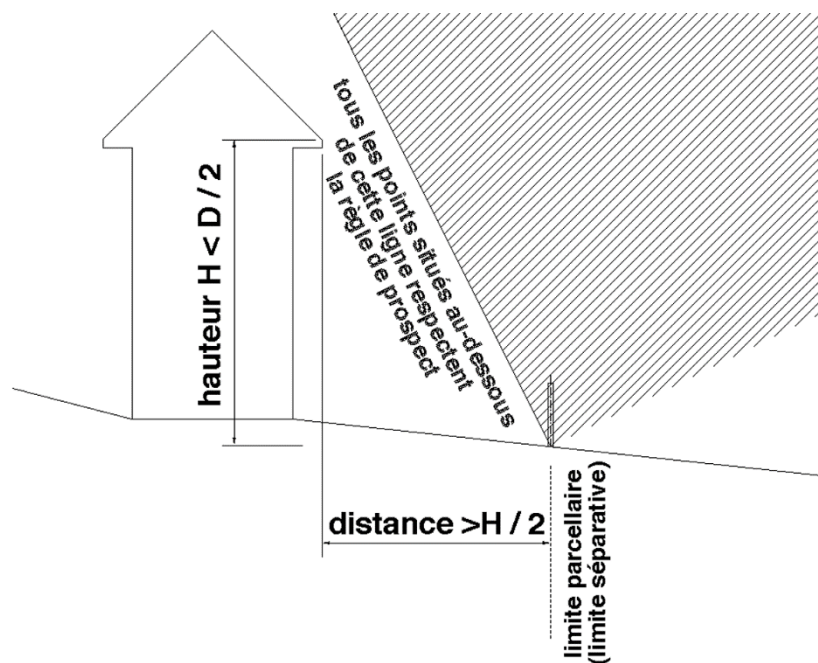 tous les points situés au-dessous
de cette ligne respectent
la règle de prospect
hauteur H < D / 2
distance >H / 2
limite parcellaire
(limite séparative)